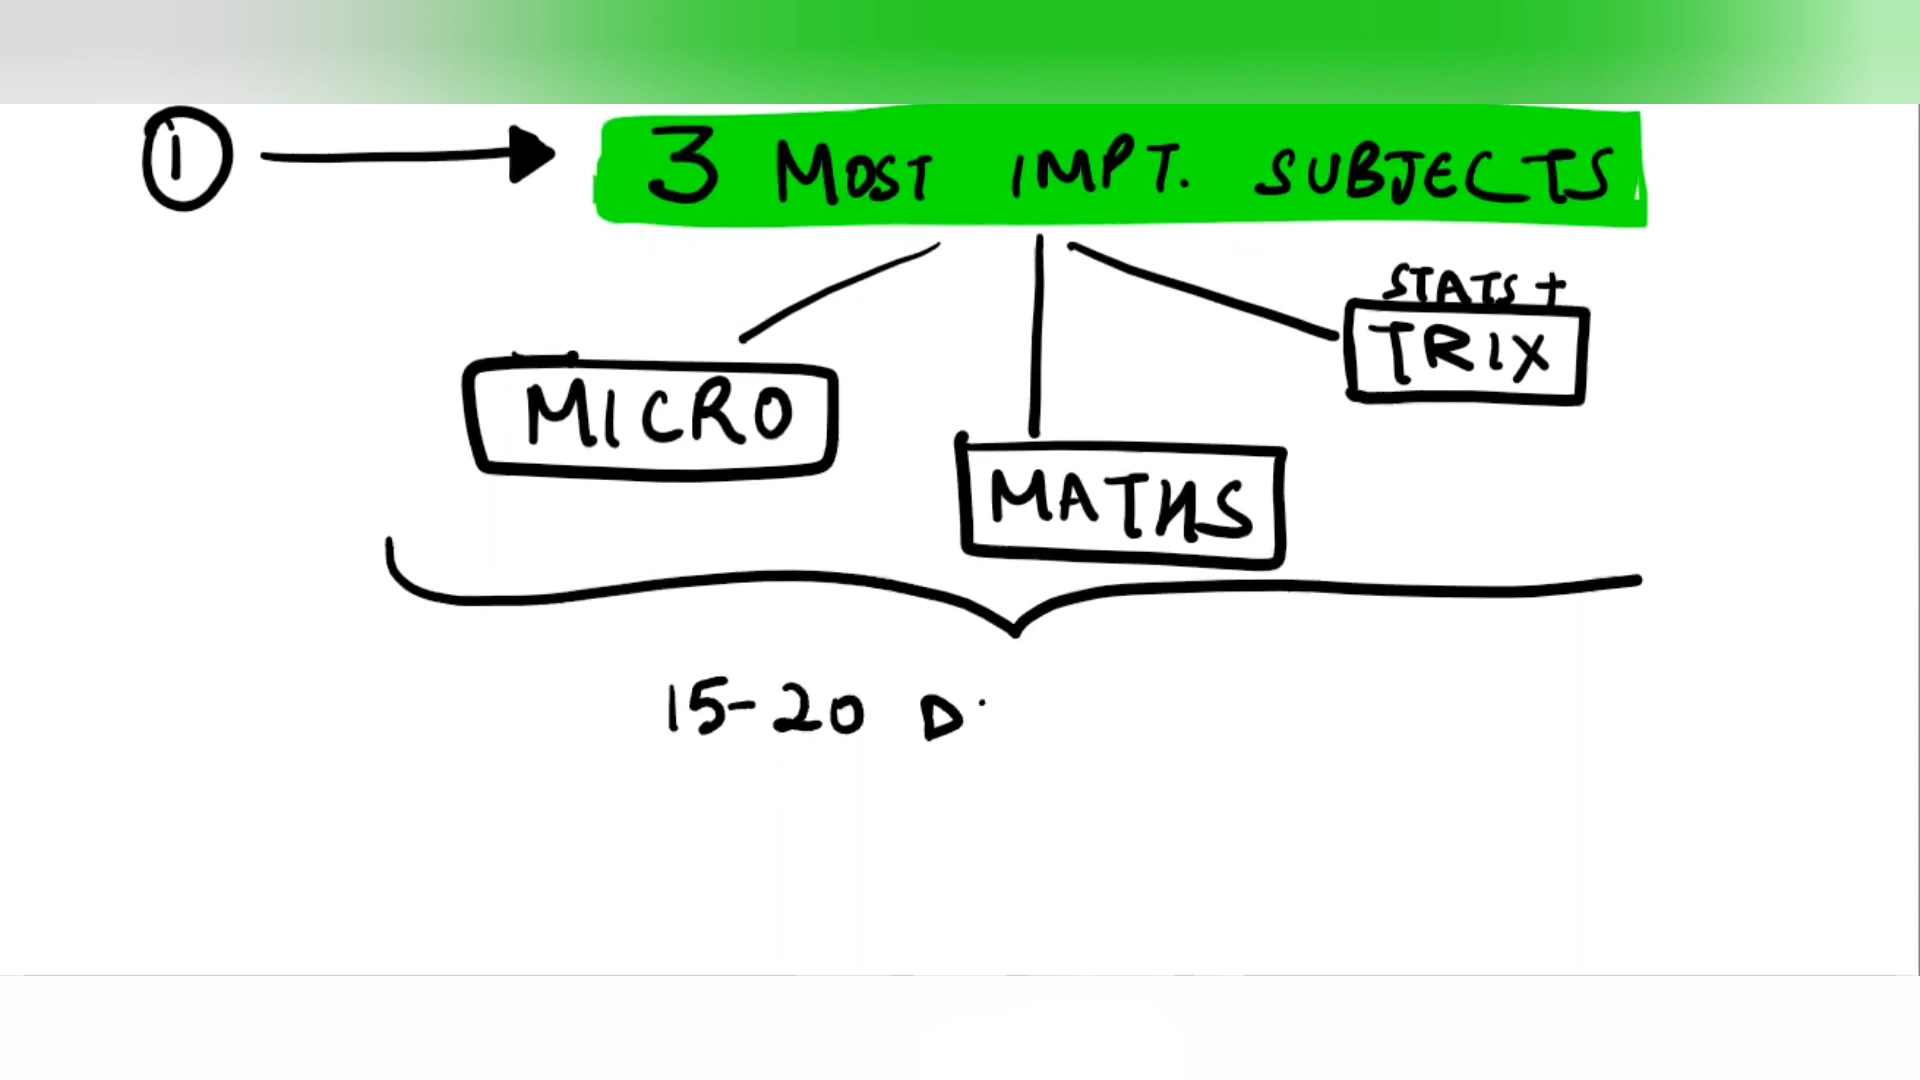 1 → 3 MOST IMPT. SUBJECTS
STATS +
TRIX
MICRO
MATHS
15-20 D